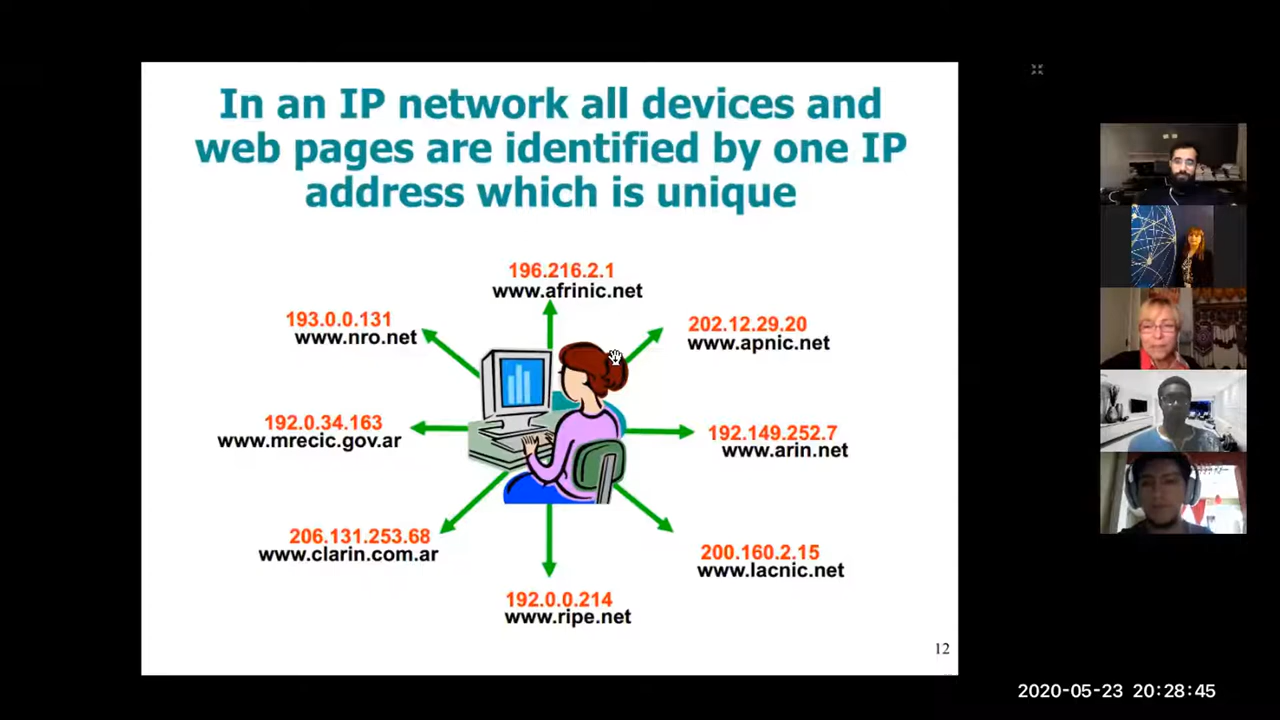 In an IP network all devices and
web pages are identified by one IP
address which is unique
196.216.2.1
www.afrinic.net
193.0.0.131
www.nro.net
202.12.29.20
www.apnic.net
192.0.34.163
www.mrecic.gov.ar
192.149.252.7
www.arin.net
206.131.253.68
www.clarin.com.ar
200.160.2.15
www.lacnic.net
192.0.0.214
www.ripe.net
12
2020-05-23 20:28:45